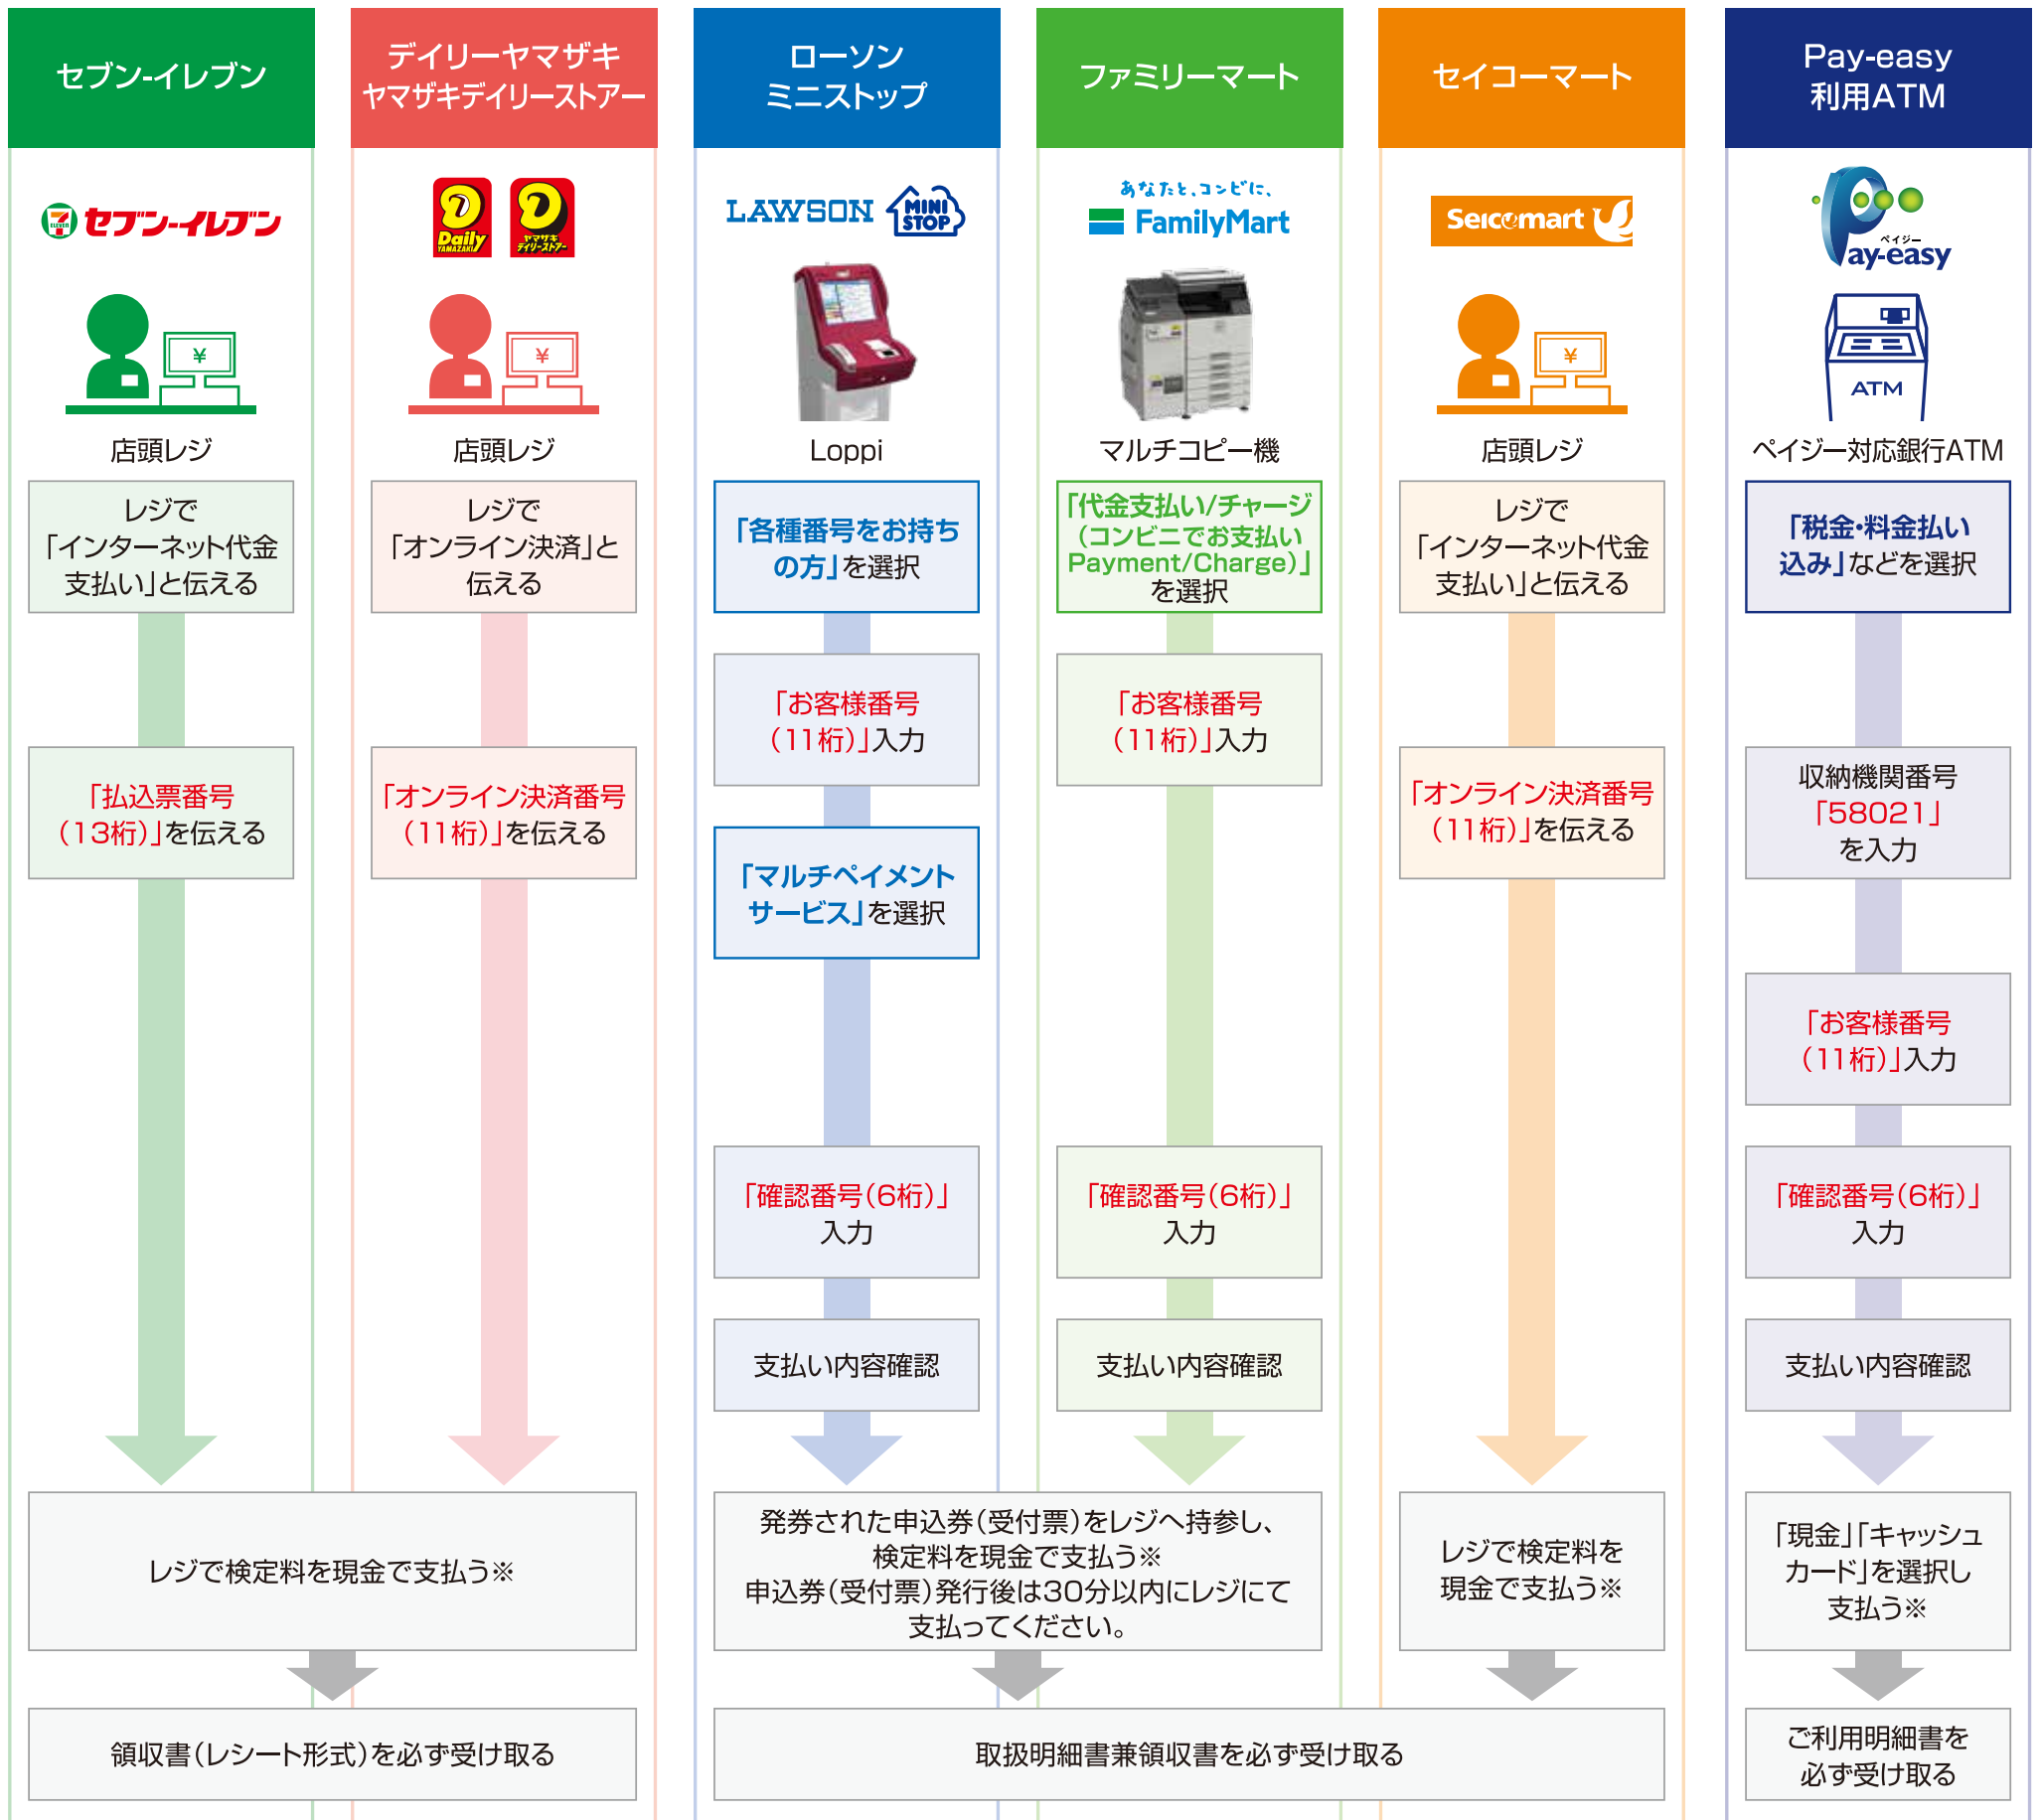 セブン-イレブン
7
ELEVEN
セブン-イレブン
¥
店頭レジ
レジで
「インターネット代金
支払い」と伝える
「払込票番号
(13桁)」を伝える
デイリーヤマザキ
ヤマザキデイリーストアー
Daily
YAMAZAKI
ヤマザキ
デイリーストアー
¥
店頭レジ
レジで
「オンライン決済」と
伝える
「オンライン決済番号
(11桁)」を伝える
レジで検定料を現金で支払う※
領収書(レシート形式)を必ず受け取る
ローソン
ミニストップ
LAWSON
MINI
STOP
Loppi
「各種番号をお持ち
の方」を選択
「お客様番号
(11桁)」入力
「マルチペイメント
サービス」を選択
「確認番号(6桁)」
入力
支払い内容確認
ファミリーマート
あなたと、コンビに、
FamilyMart
マルチコピー機
「代金支払い/チャージ
(コンビニでお支払い
Payment/Charge)」
を選択
「お客様番号
(11桁)」入力
「確認番号(6桁)」
入力
支払い内容確認
発券された申込券(受付票)をレジへ持参し、
検定料を現金で支払う※
申込券(受付票)発行後は30分以内にレジにて
支払ってください。
セイコーマート
Seicomart
¥
店頭レジ
レジで
「インターネット代金
支払い」と伝える
「オンライン決済番号
(11桁)」を伝える
レジで検定料を
現金で支払う※
取扱明細書兼領収書を必ず受け取る
Pay-easy
利用ATM
ペイジー
Pay-easy
ATM
ペイジー対応銀行ATM
「税金・料金払い
込み」などを選択
収納機関番号
「58021」
を入力
「お客様番号
(11桁)」入力
「確認番号(6桁)」
入力
支払い内容確認
「現金」「キャッシュ
カード」を選択し
支払う※
ご利用明細書を
必ず受け取る